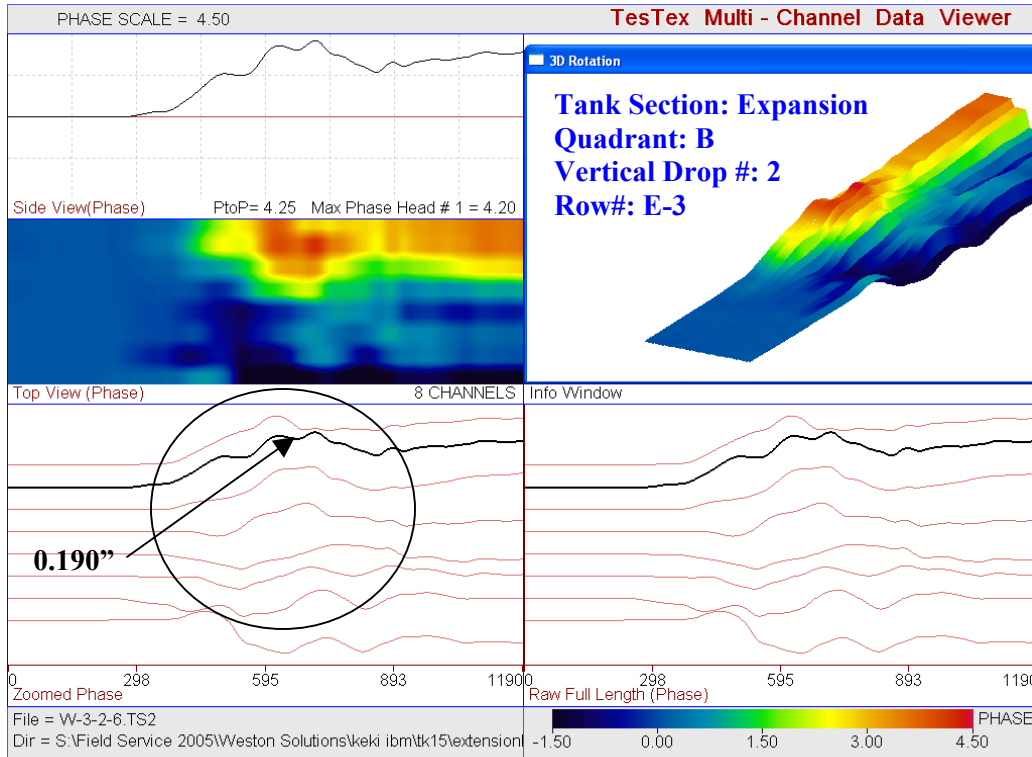 PHASE SCALE = 4.50
TesTex Multi - Channel Data Viewer
3D Rotation
Tank Section: Expansion
Quadrant: B
Vertical Drop #: 2
Row#: E-3
Side View(Phase)
PtoP= 4.25
Max Phase Head # 1 = 4.20
Top View (Phase)
8 CHANNELS
Info Window
0.190”
0 298 595 893 1190
Zoomed Phase
0 298 595 893 1190
Raw Full Length (Phase)
File = W-3-2-6.TS2
Dir = S:\Field Service 2005\Weston Solutions\keki ibm\tk15\extension
PHASE
-1.50 0.00 1.50 3.00 4.50